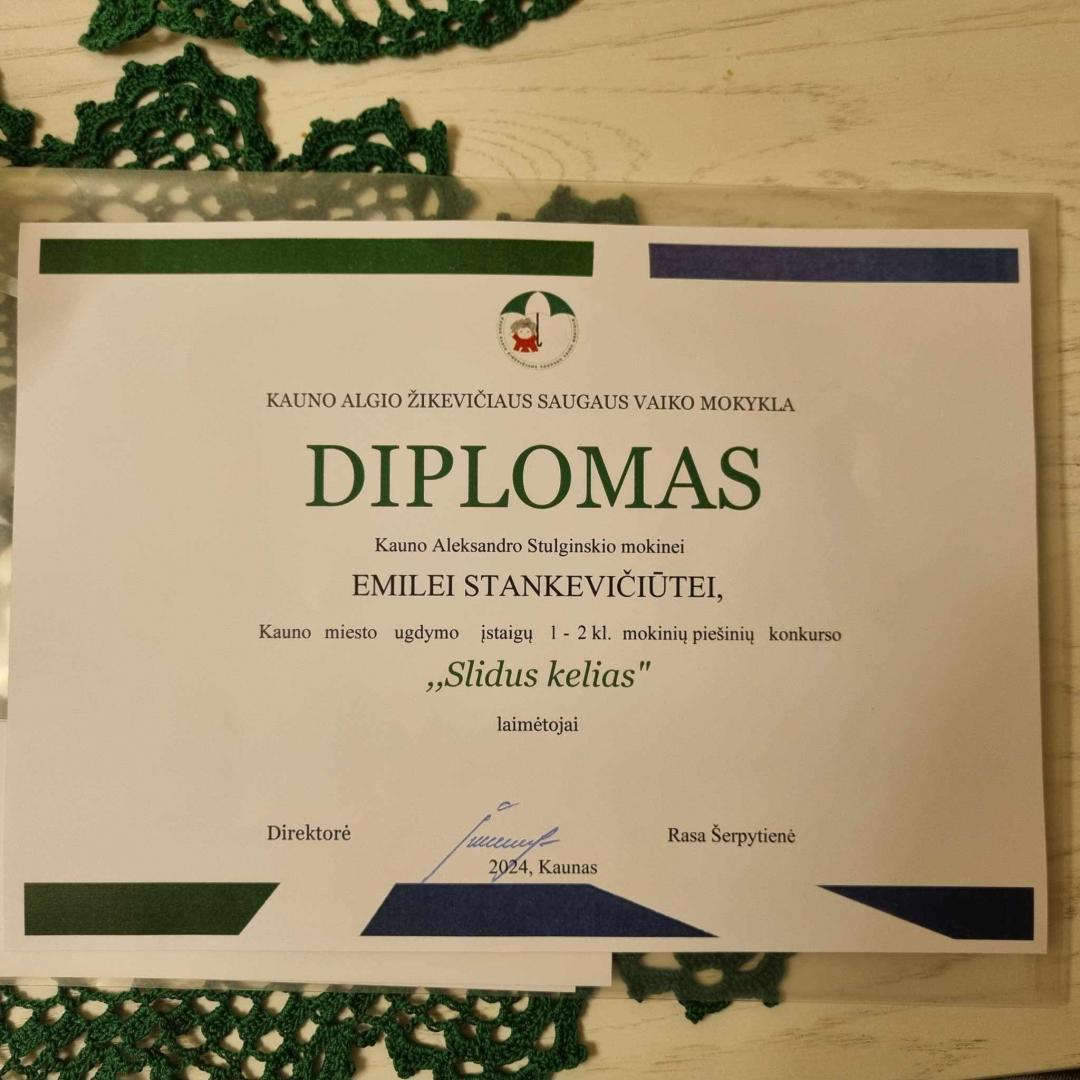 KAUNO ALGIO ŽIKEVIČIAUS SAUGAUS VAIKO MOKYKLA
DIPLOMAS
Kauno Aleksandro Stulginskio mokinei
EMILEI STANKEVIČIŪTEI,
Kauno miesto ugdymo įstaigų 1 - 2 kl. mokinių piešinių konkurso
,,Slidus kelias"
laimėtojai
Direktorė
Rasa Šerpytienė
2024, Kaunas